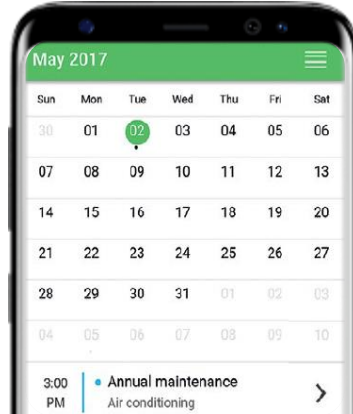 May 2017
Sun Mon Tue Wed Thu Fri Sat
30 01 02 03 04 05 06
07 08 09 10 11 12 13
14 15 16 17 18 19 20
21 22 23 24 25 26 27
28 29 30 31 01 02 03
04 05 06 07 08 09 10
3:00 Annual maintenance
PM Air conditioning